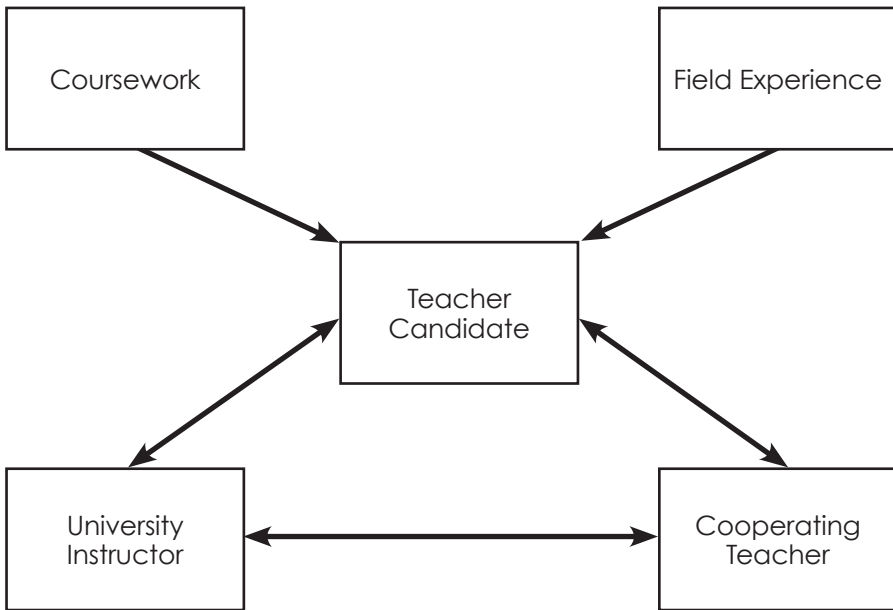 Coursework
Field Experience
Teacher
Candidate
University
Instructor
Cooperating
Teacher